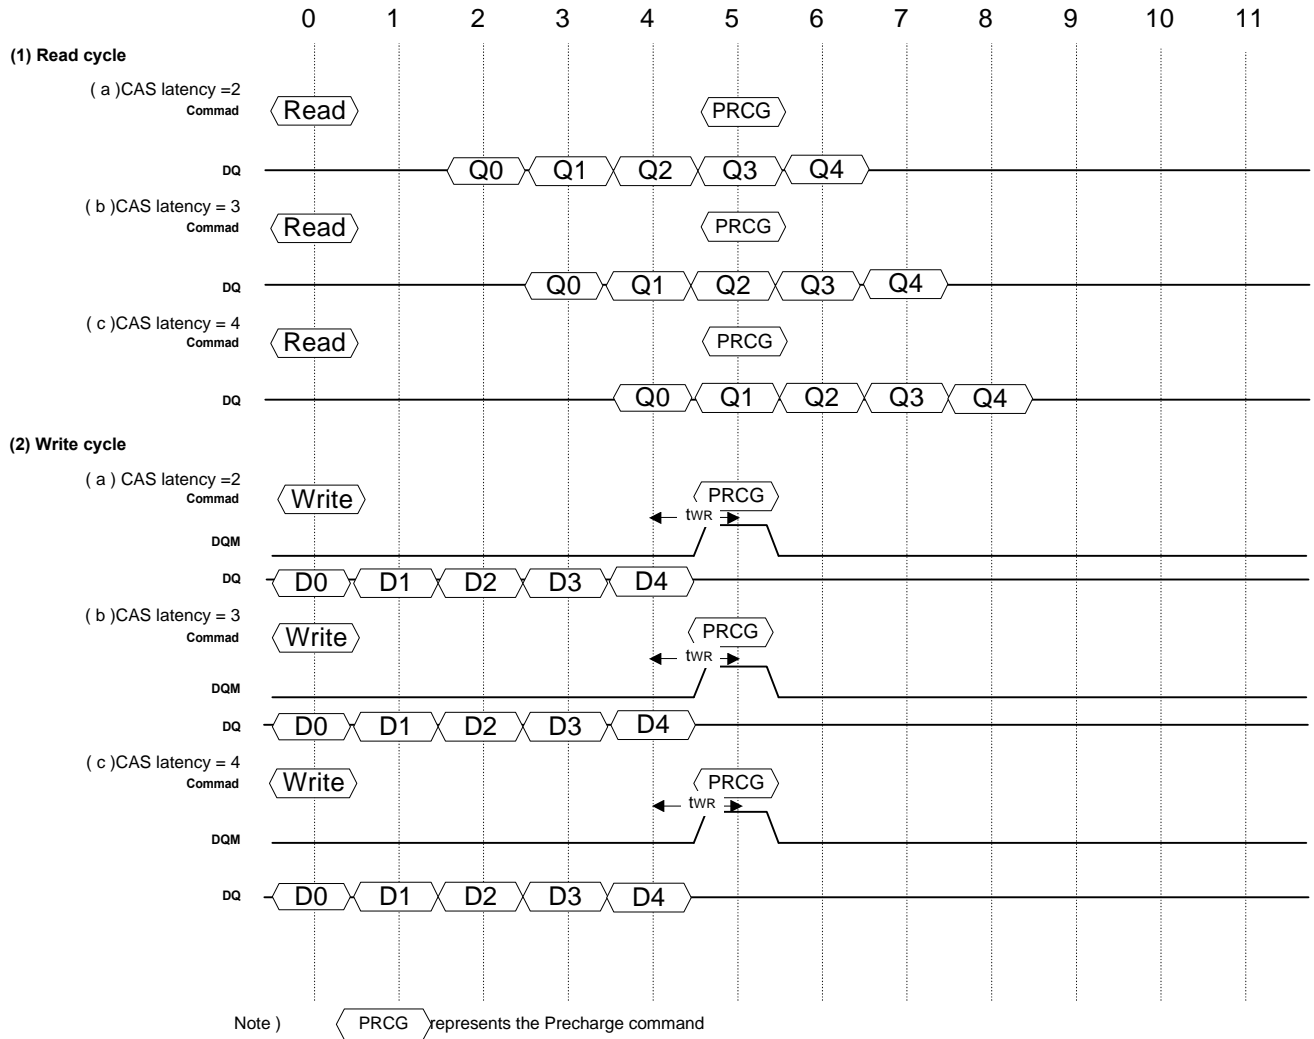 0 1 2 3 4 5 6 7 8 9 10 11
(1) Read cycle
( a )CAS latency =2
Commad
Read PRCG
DQ Q0 Q1 Q2 Q3 Q4
( b )CAS latency = 3
Commad
Read PRCG
DQ Q0 Q1 Q2 Q3 Q4
( c )CAS latency = 4
Commad
Read PRCG
DQ Q0 Q1 Q2 Q3 Q4
(2) Write cycle
( a ) CAS latency =2
Commad
Write PRCG
tWR
DQM
DQ D0 D1 D2 D3 D4
( b )CAS latency = 3
Commad
Write PRCG
tWR
DQM
DQ D0 D1 D2 D3 D4
( c )CAS latency = 4
Commad
Write PRCG
tWR
DQM
DQ D0 D1 D2 D3 D4
Note ) PRCG represents the Precharge command